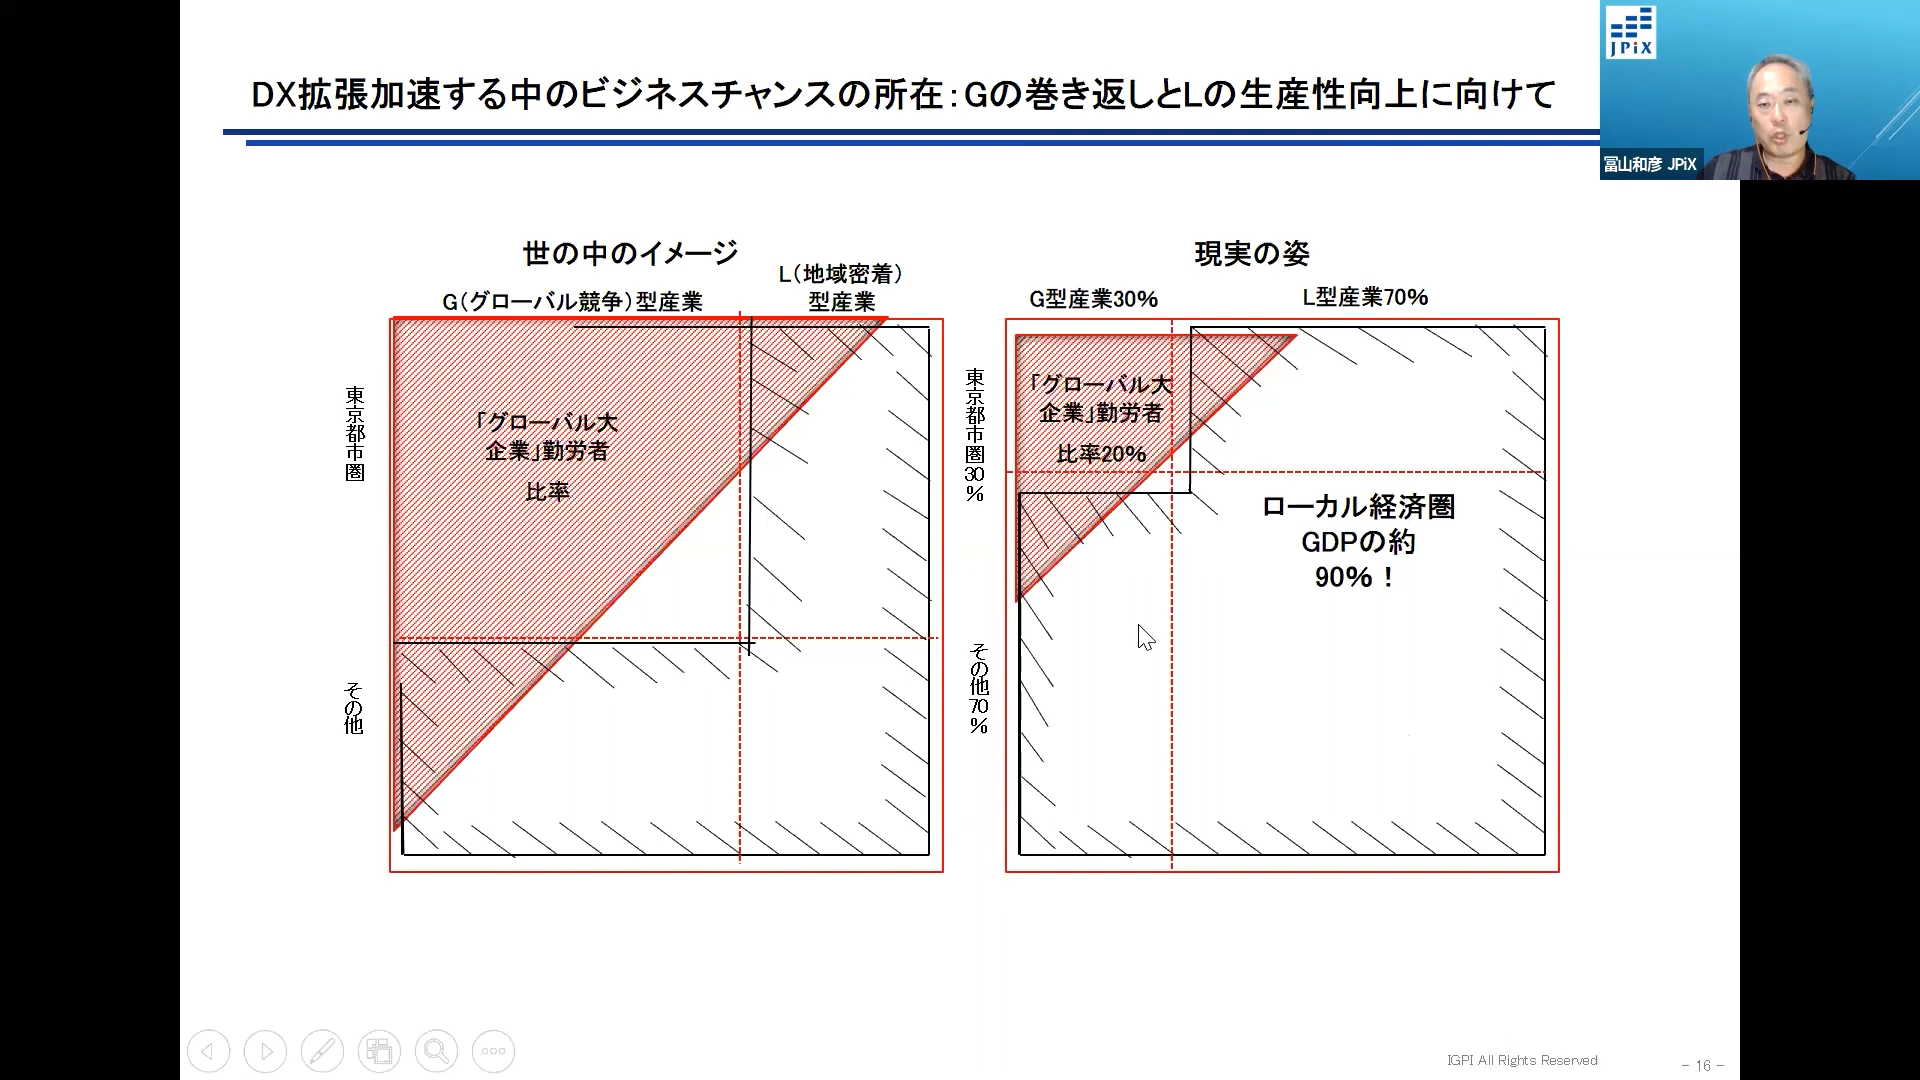 DX拡張加速する中のビジネスチャンスの所在：Gの巻き返しとLの生産性向上に向けて
JPiX
冨山和彦 JPiX
世の中のイメージ
G（グローバル競争）型産業
L（地域密着）
型産業
東京都市圏
その他
「グローバル大
企業」勤労者
比率
現実の姿
G型産業30%
L型産業70%
東京都市圏30%
その他70%
「グローバル大
企業」勤労者
比率20%
ローカル経済圏
GDPの約
90%！
IGPI All Rights Reserved
- 16 -